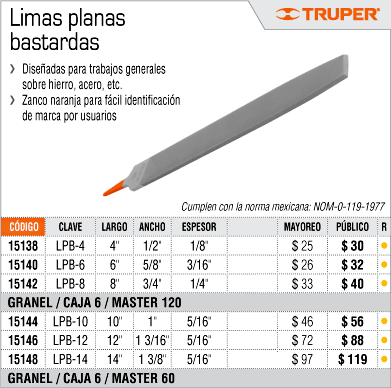 Limas planas
bastardas
TRUPER®
Diseñadas para trabajos generales
sobre hierro, acero, etc.
Zanco naranja para fácil identificación
de marca por usuarios
Cumplen con la norma mexicana: NOM-0-119-1977
CÓDIGO CLAVE LARGO ANCHO ESPESOR MAYOREO PÚBLICO R
15138 LPB-4 4" 1/2" 1/8" $ 25 $ 30
15140 LPB-6 6" 5/8" 3/16" $ 26 $ 32
15142 LPB-8 8" 3/4" 1/4" $ 33 $ 40
GRANEL / CAJA 6 / MASTER 120
15144 LPB-10 10" 1" 5/16" $ 46 $ 56
15146 LPB-12 12" 1 3/16" 5/16" $ 72 $ 88
15148 LPB-14 14" 1 3/8" 5/16" $ 97 $ 119
GRANEL / CAJA 6 / MASTER 60